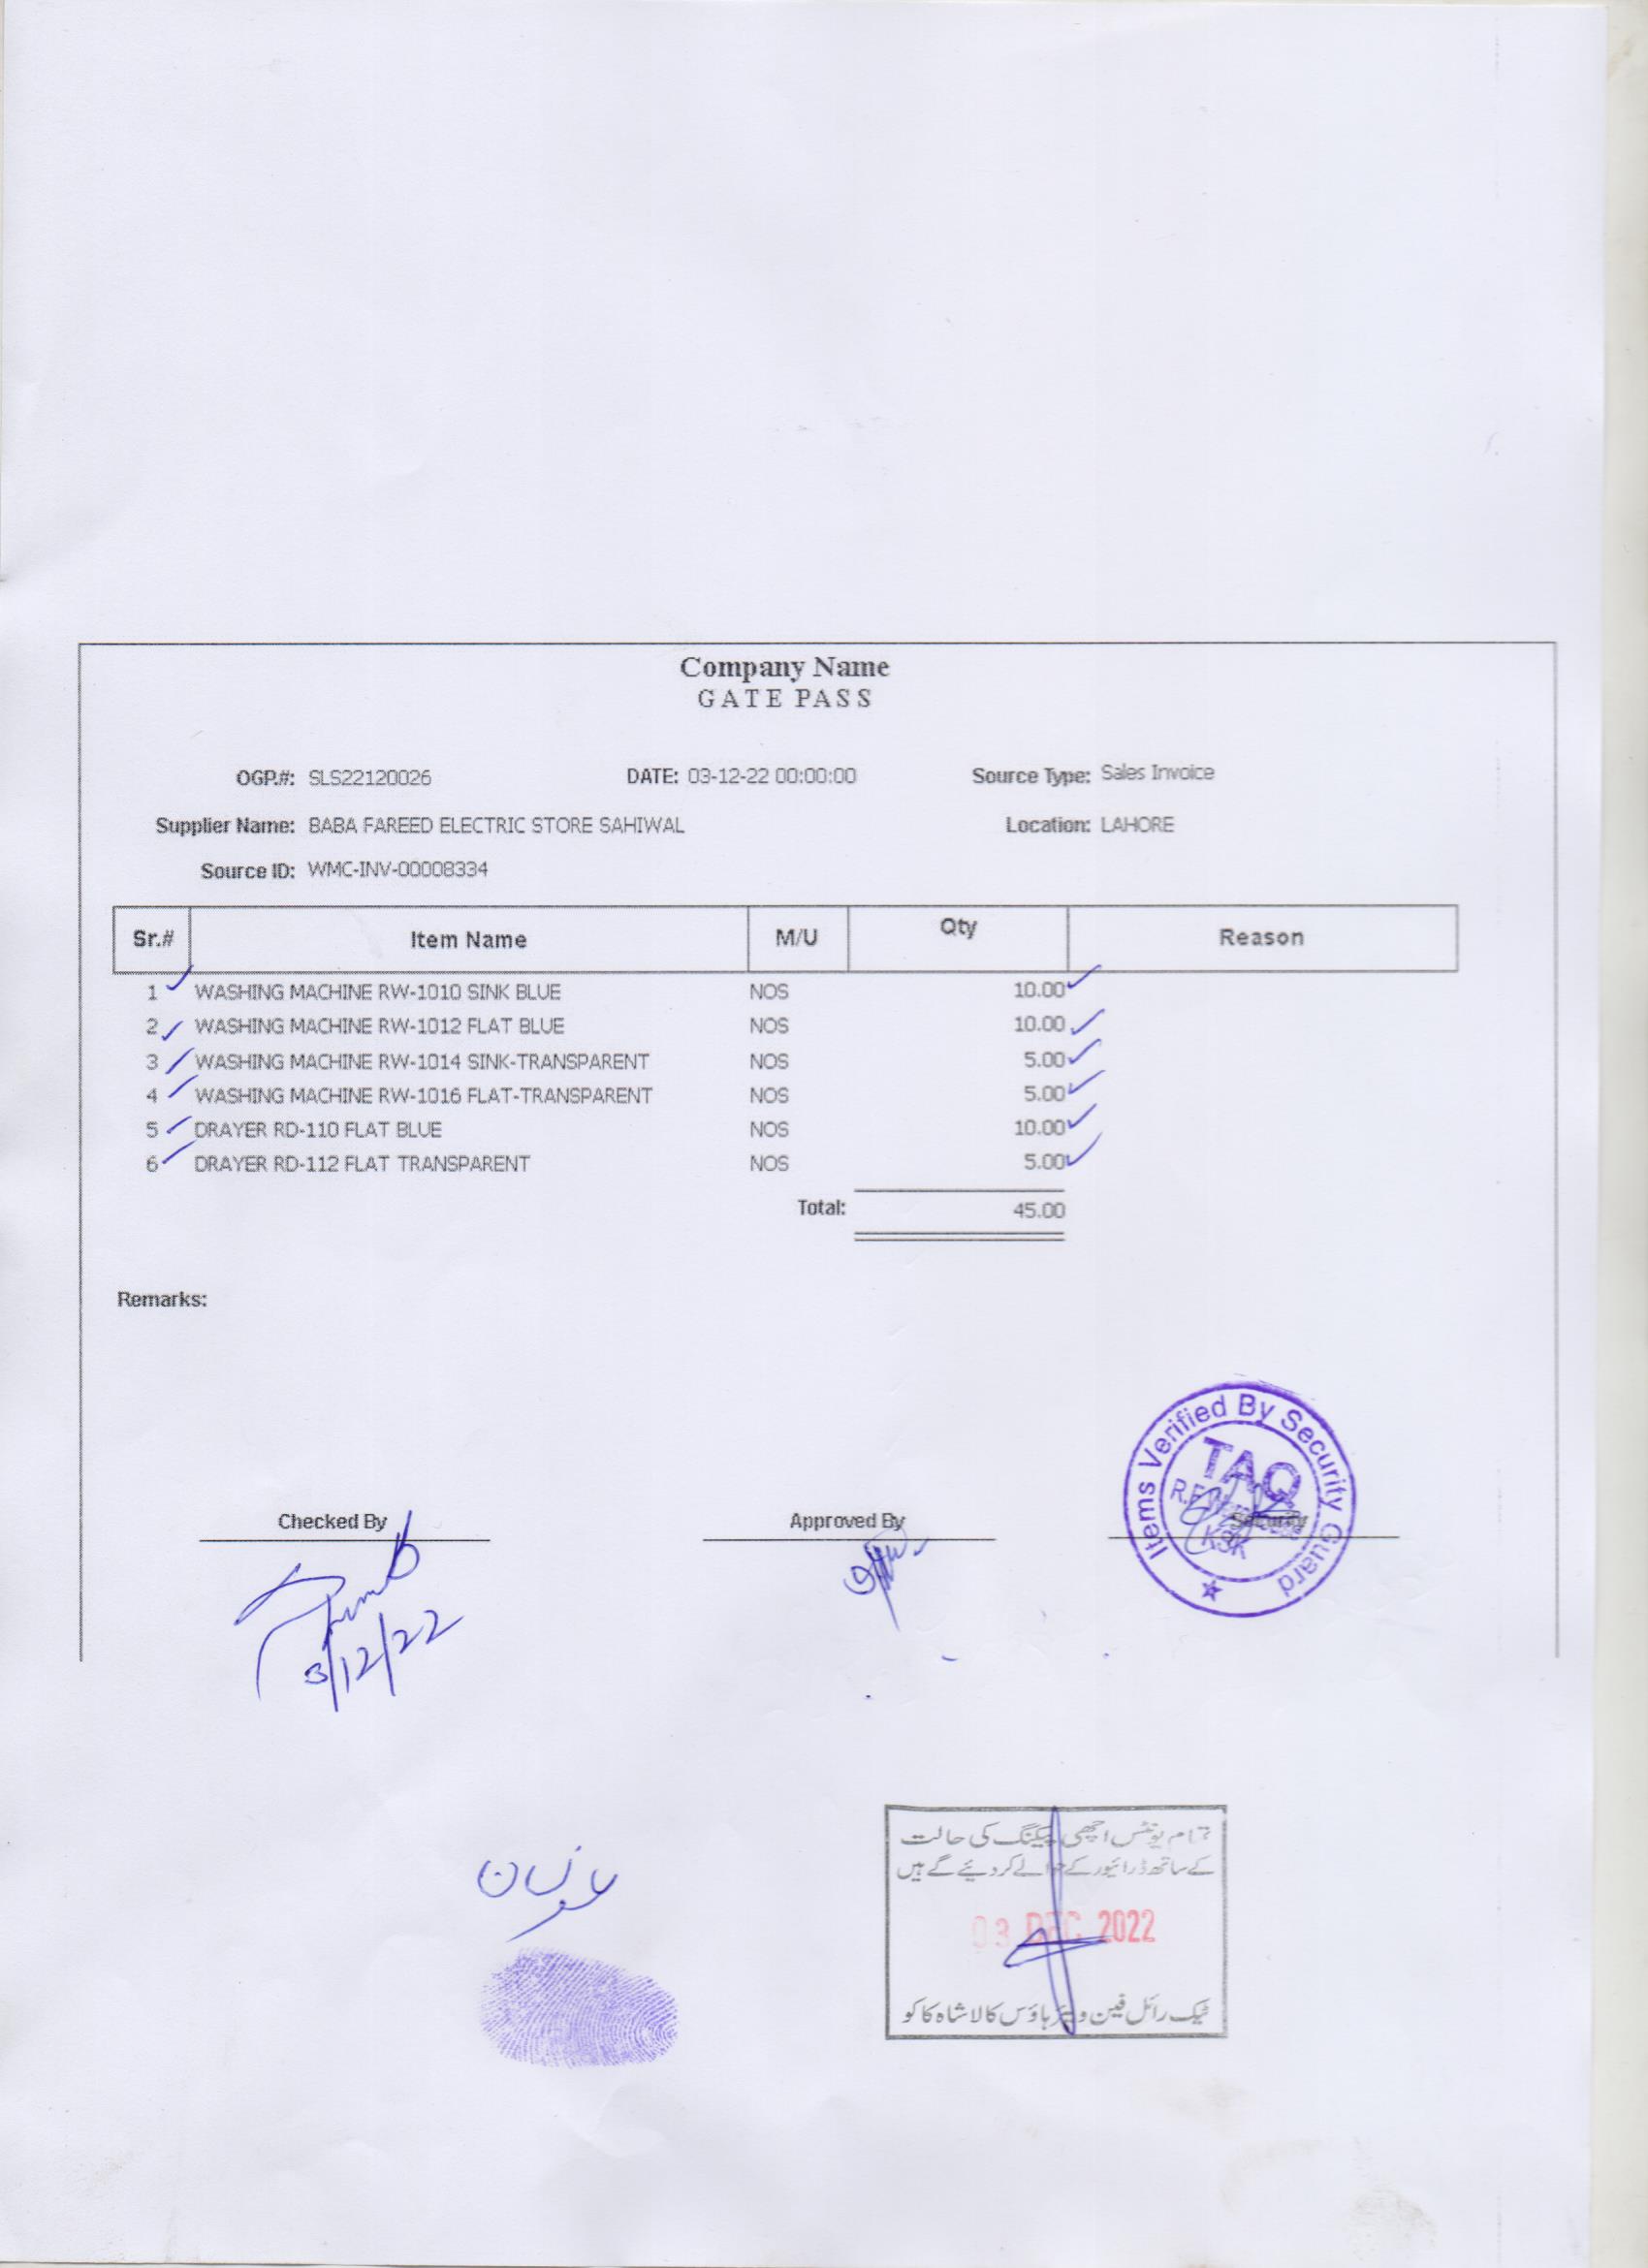 Company Name
GATE PASS
OGP.#: SLS22120026 DATE: 03-12-22 00:00:00 Source Type: Sales Invoice
Supplier Name: BABA FAREED ELECTRIC STORE SAHIWAL Location: LAHORE
Source ID: WMC-INV-00008334
Sr.# Item Name M/U Qty Reason
1 WASHING MACHINE RW-1010 SINK BLUE NOS 10.00
2 WASHING MACHINE RW-1012 FLAT BLUE NOS 10.00
3 WASHING MACHINE RW-1014 SINK-TRANSPARENT NOS 5.00
4 WASHING MACHINE RW-1016 FLAT-TRANSPARENT NOS 5.00
5 DRAYER RD-110 FLAT BLUE NOS 10.00
6 DRAYER RD-112 FLAT TRANSPARENT NOS 5.00
Total: 45.00
Remarks:
Items Verified By Security Guard
TAQ
KSK
Checked By Approved By Security
3/12/22
تمام یونٹس اچھی پیکنگ کی حالت
کے ساتھ ڈرائیور کے حوالے کر دئیے گے ہیں
03 DEC 2022
ٹیک رائل فین ویئر ہاؤس کالا شاہ کاکو